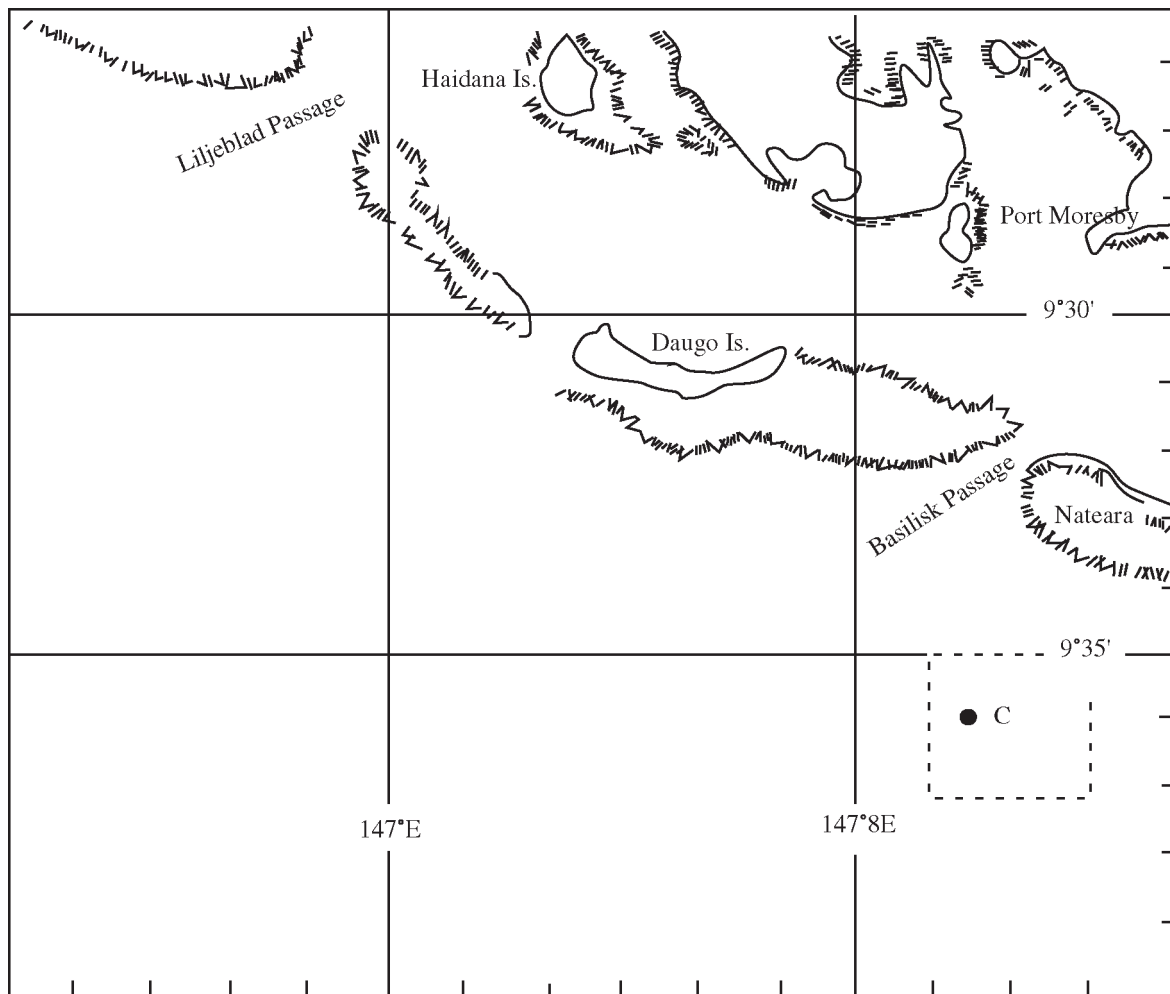 Haidana Is.
Liljeblad Passage
Port Moresby
9°30'
Daugo Is.
Basilisk Passage
Nateara
9°35'
C
147°E
147°8E